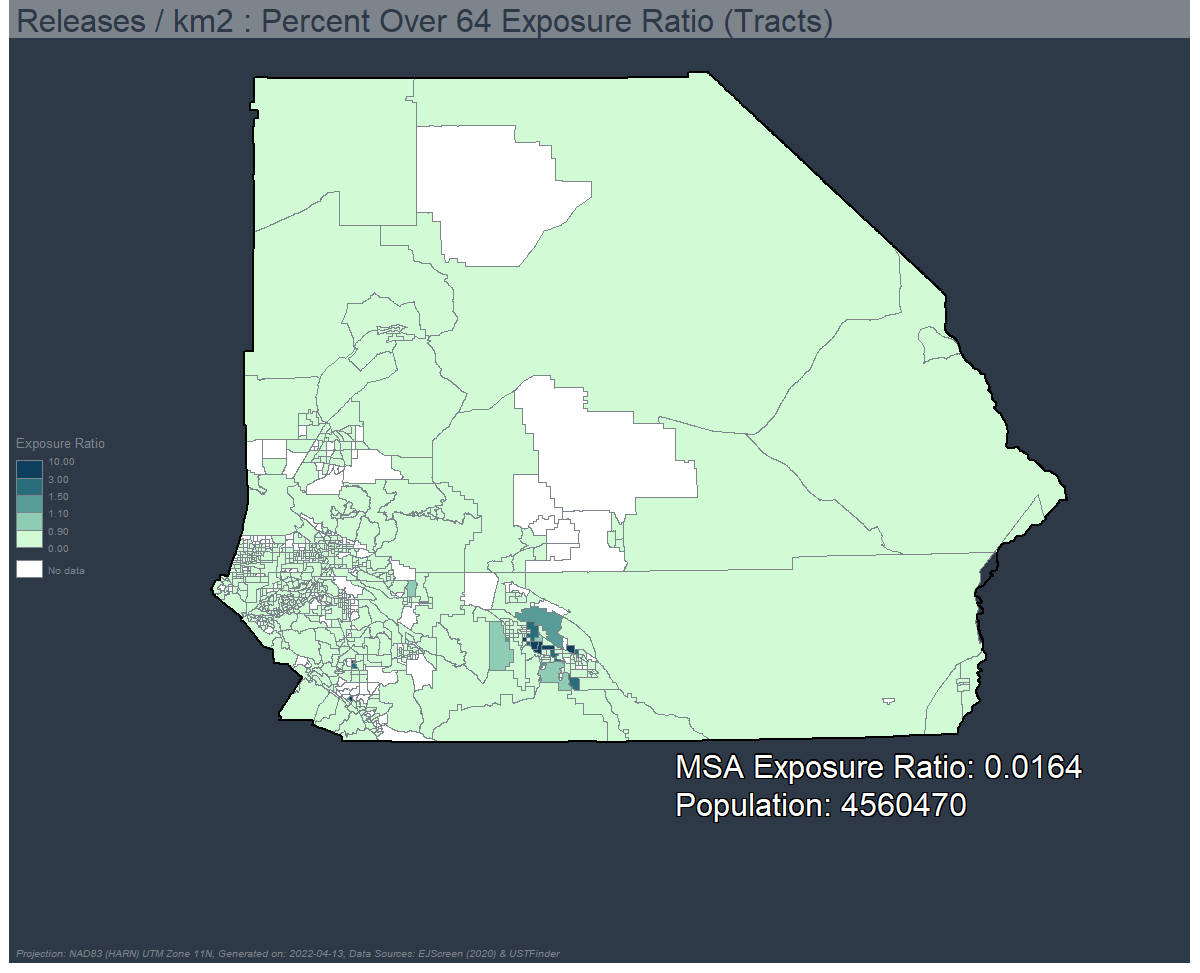 Releases / km2 : Percent Over 64 Exposure Ratio (Tracts)
Exposure Ratio
10.00
3.00
1.50
1.10
0.90
0.00
No data
MSA Exposure Ratio: 0.0164
Population: 4560470
Projection: NAD83 (HARN) UTM Zone 11N, Generated on: 2022-04-13, Data Sources: EJScreen (2020) & USTFinder